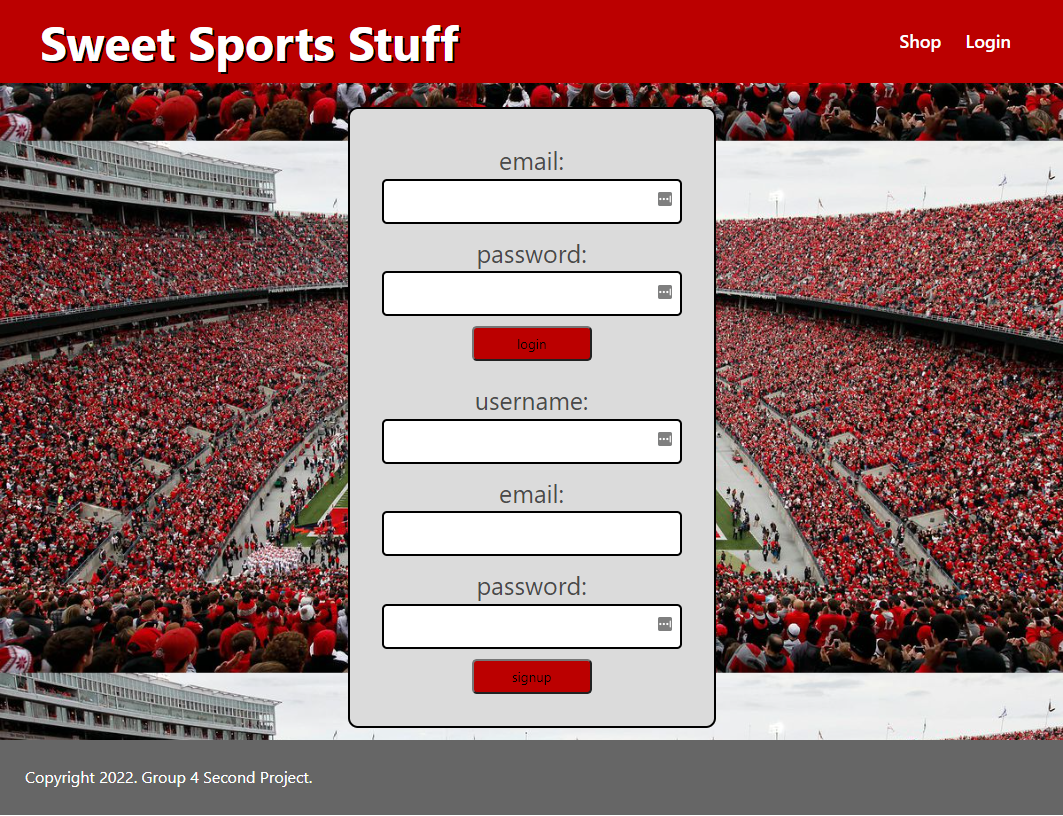 Sweet Sports Stuff
Shop Login
email:
password:
login
username:
email:
password:
signup
Copyright 2022. Group 4 Second Project.